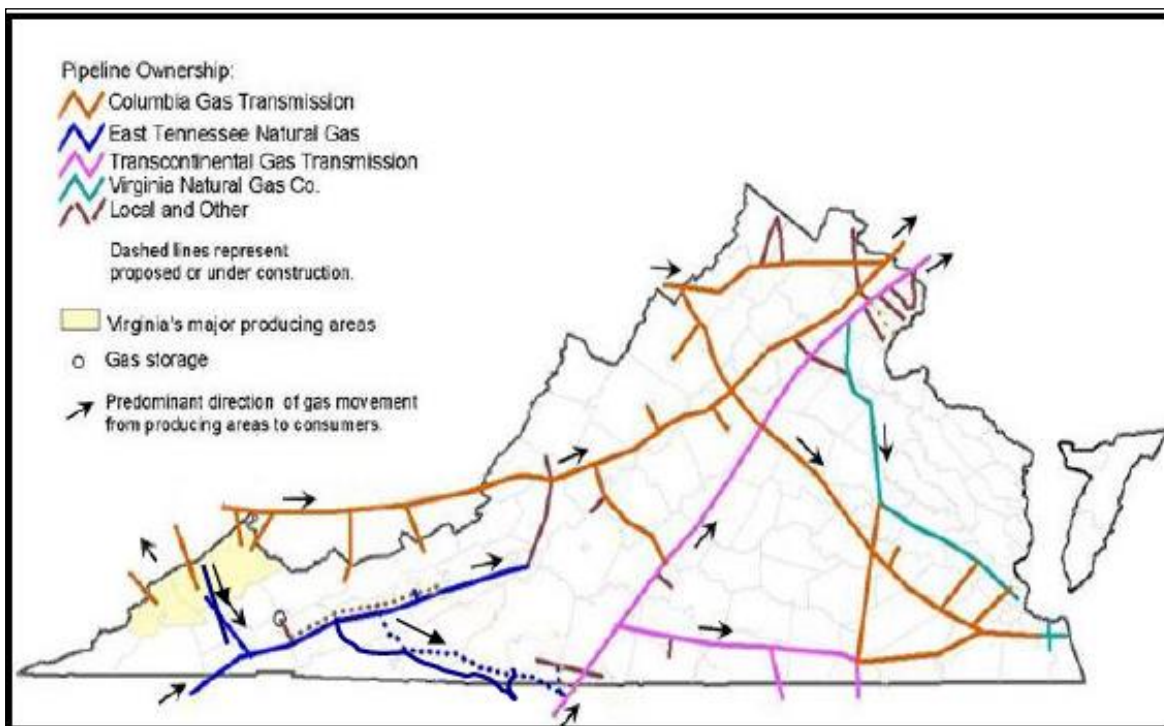 Pipeline Ownership:
Columbia Gas Transmission
East Tennessee Natural Gas
Transcontinental Gas Transmission
Virginia Natural Gas Co.
Local and Other
Dashed lines represent
proposed or under construction.
Virginia's major producing areas
Gas storage
Predominant direction of gas movement
from producing areas to consumers.